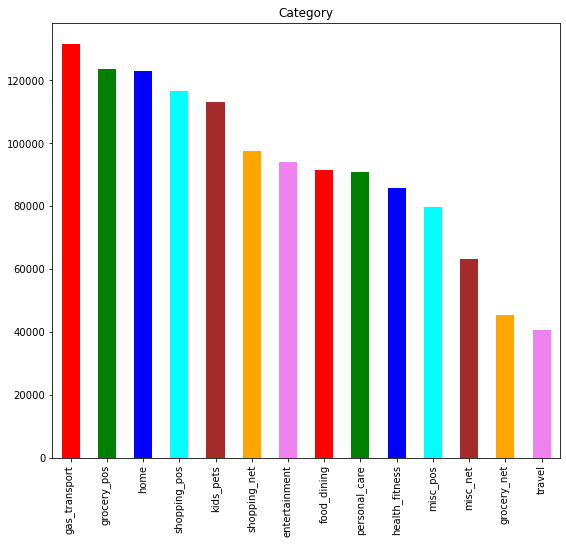 Category
120000
100000
80000
60000
40000
20000
0
gas_transport
grocery_pos
home
shopping_pos
kids_pets
shopping_net
entertainment
food_dining
personal_care
health_fitness
misc_pos
misc_net
grocery_net
travel